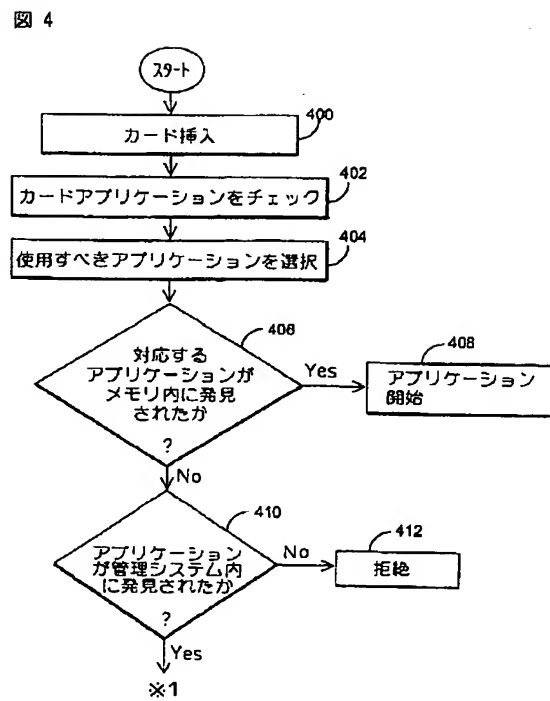 図 4
スタート
400
カード挿入
402
カードアプリケーションをチェック
404
使用すべきアプリケーションを選択
406
対応する
アプリケーションが
メモリ内に発見
されたか
?
Yes
408
アプリケーション
開始
No
410
アプリケーション
が管理システム内
に発見されたか
?
No
412
拒絶
Yes
※1